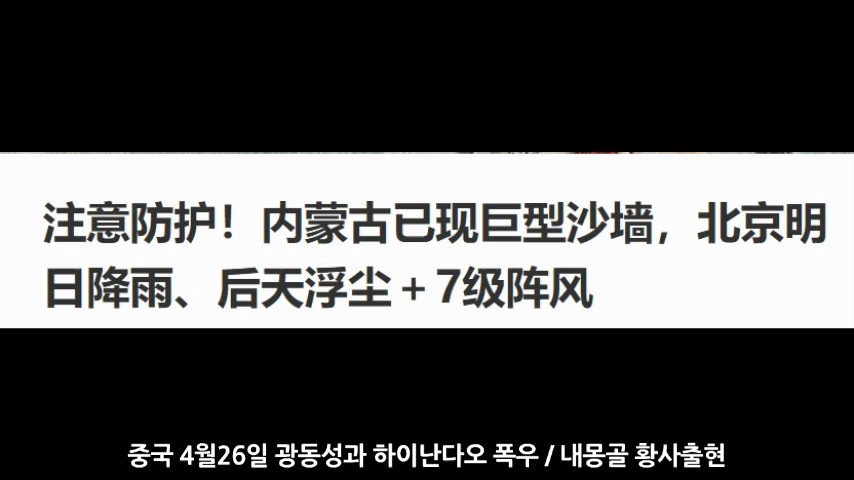 注意防护！内蒙古已现巨型沙墙，北京明
日降雨、后天浮尘＋7级阵风
중국 4월26일 광동성과 하이난다오 폭우 / 내몽골 황사출현